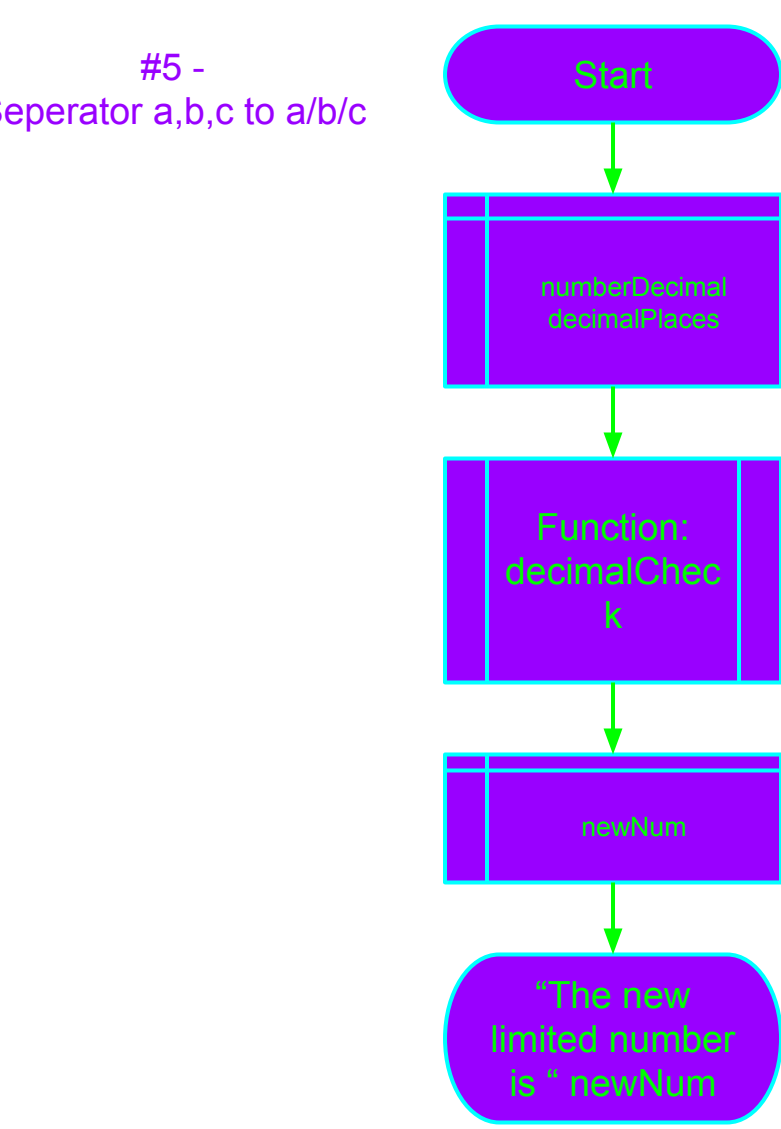 #5 -
eperator a,b,c to a/b/c
Start
numberDecimal
decimalPlaces
Function:
decimalChec
k
newNum
“The new
limited number
is “ newNum